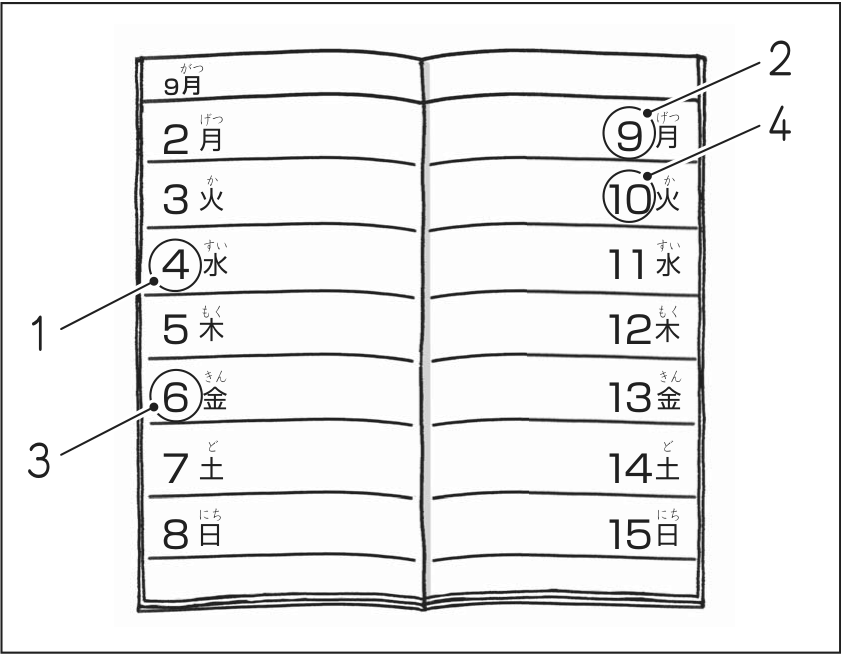 がつ
9月
げつ
2月
か
3火
すい
4水
もく
5木
きん
6金
ど
7土
にち
8日
げつ
9月
か
10火
すい
11水
もく
12木
きん
13金
ど
14土
にち
15日
1
3
2
4